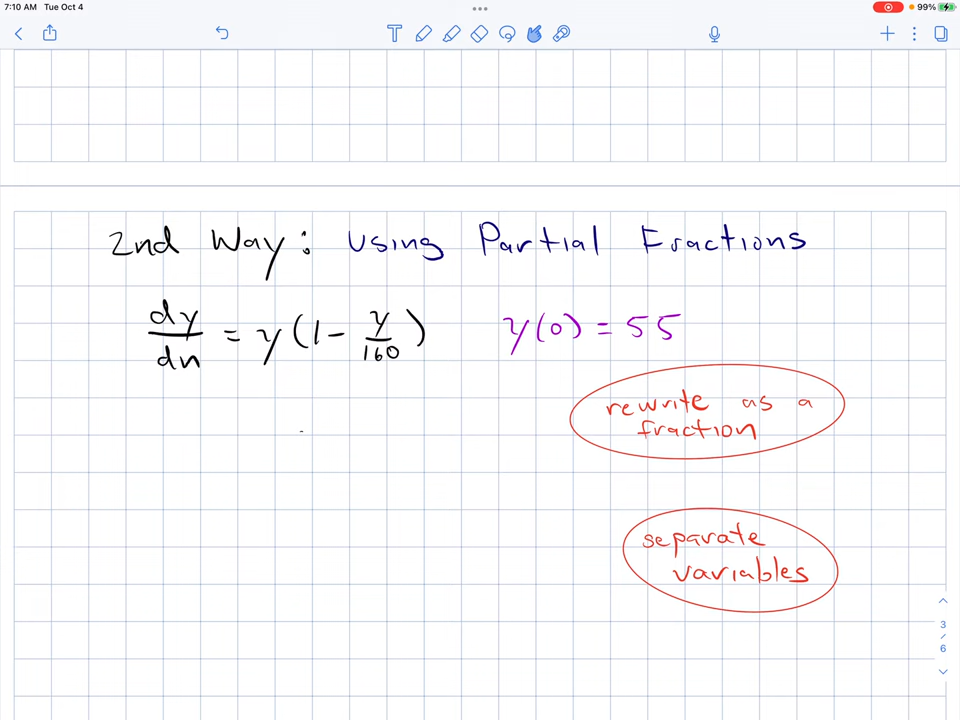 7:10 AM Tue Oct 4
99%
2nd Way: Using Partial Fractions
dy/dn = y(1 - y/160) y(0) = 55
rewrite as a
fraction
separate
variables
3
/
6